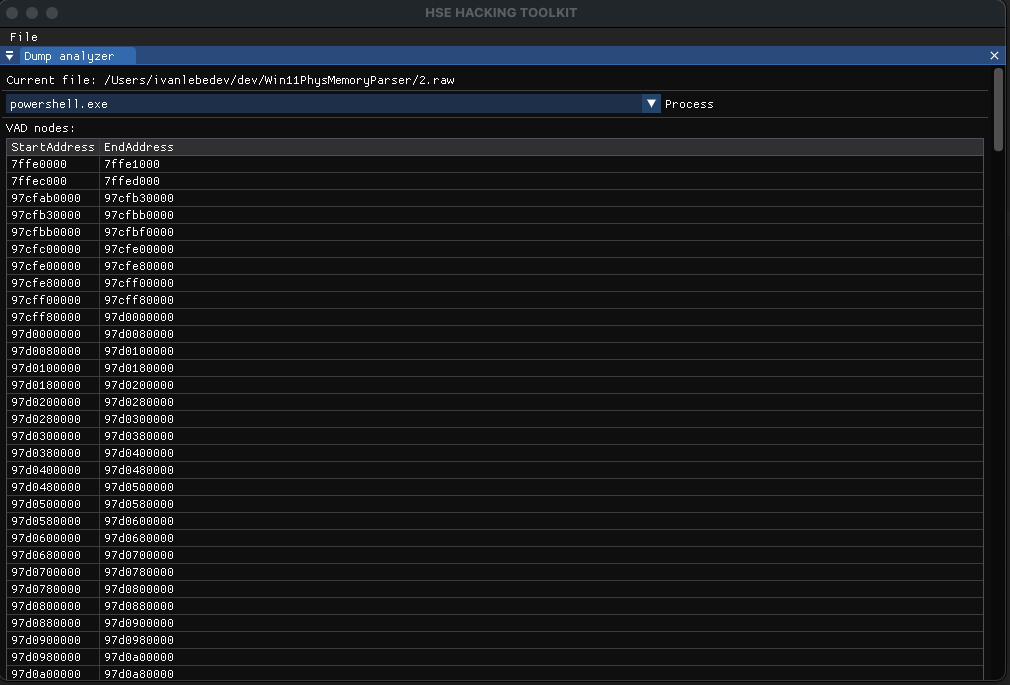 HSE HACKING TOOLKIT
File
Dump analyzer
Current file: /Users/ivanlebedev/dev/Win11PhysMemoryParser/2.raw
powershell.exe Process
VAD nodes:
StartAddress EndAddress
7ffe0000 7ffe1000
7ffec000 7ffed000
97cfab0000 97cfb30000
97cfb30000 97cfbb0000
97cfbb0000 97cfbf0000
97cfc00000 97cfe00000
97cfe00000 97cfe80000
97cfe80000 97cff00000
97cff00000 97cff80000
97cff80000 97d0000000
97d0000000 97d0080000
97d0080000 97d0100000
97d0100000 97d0180000
97d0180000 97d0200000
97d0200000 97d0280000
97d0280000 97d0300000
97d0300000 97d0380000
97d0380000 97d0400000
97d0400000 97d0480000
97d0480000 97d0500000
97d0500000 97d0580000
97d0580000 97d0600000
97d0600000 97d0680000
97d0680000 97d0700000
97d0700000 97d0780000
97d0780000 97d0800000
97d0800000 97d0880000
97d0880000 97d0900000
97d0900000 97d0980000
97d0980000 97d0a00000
97d0a00000 97d0a80000